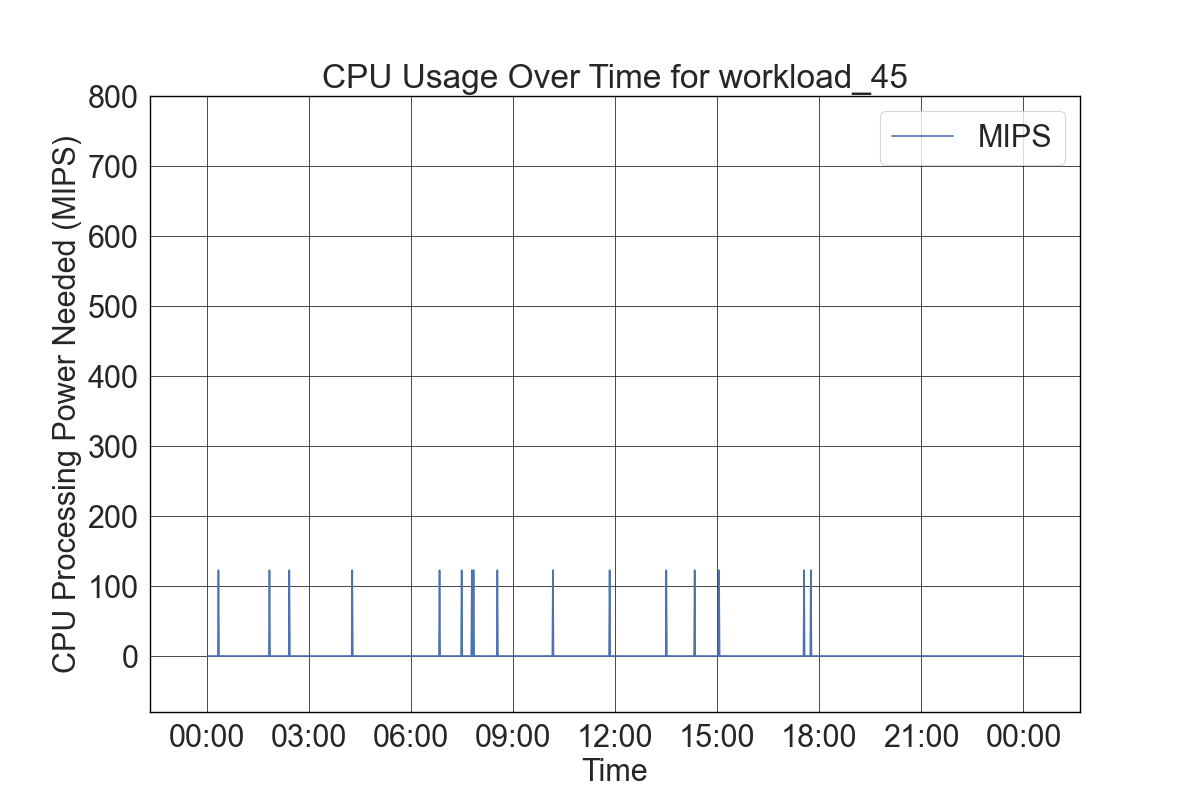 CPU Usage Over Time for workload_45
MIPS
CPU Processing Power Needed (MIPS)
800
700
600
500
400
300
200
100
0
00:00 03:00 06:00 09:00 12:00 15:00 18:00 21:00 00:00
Time